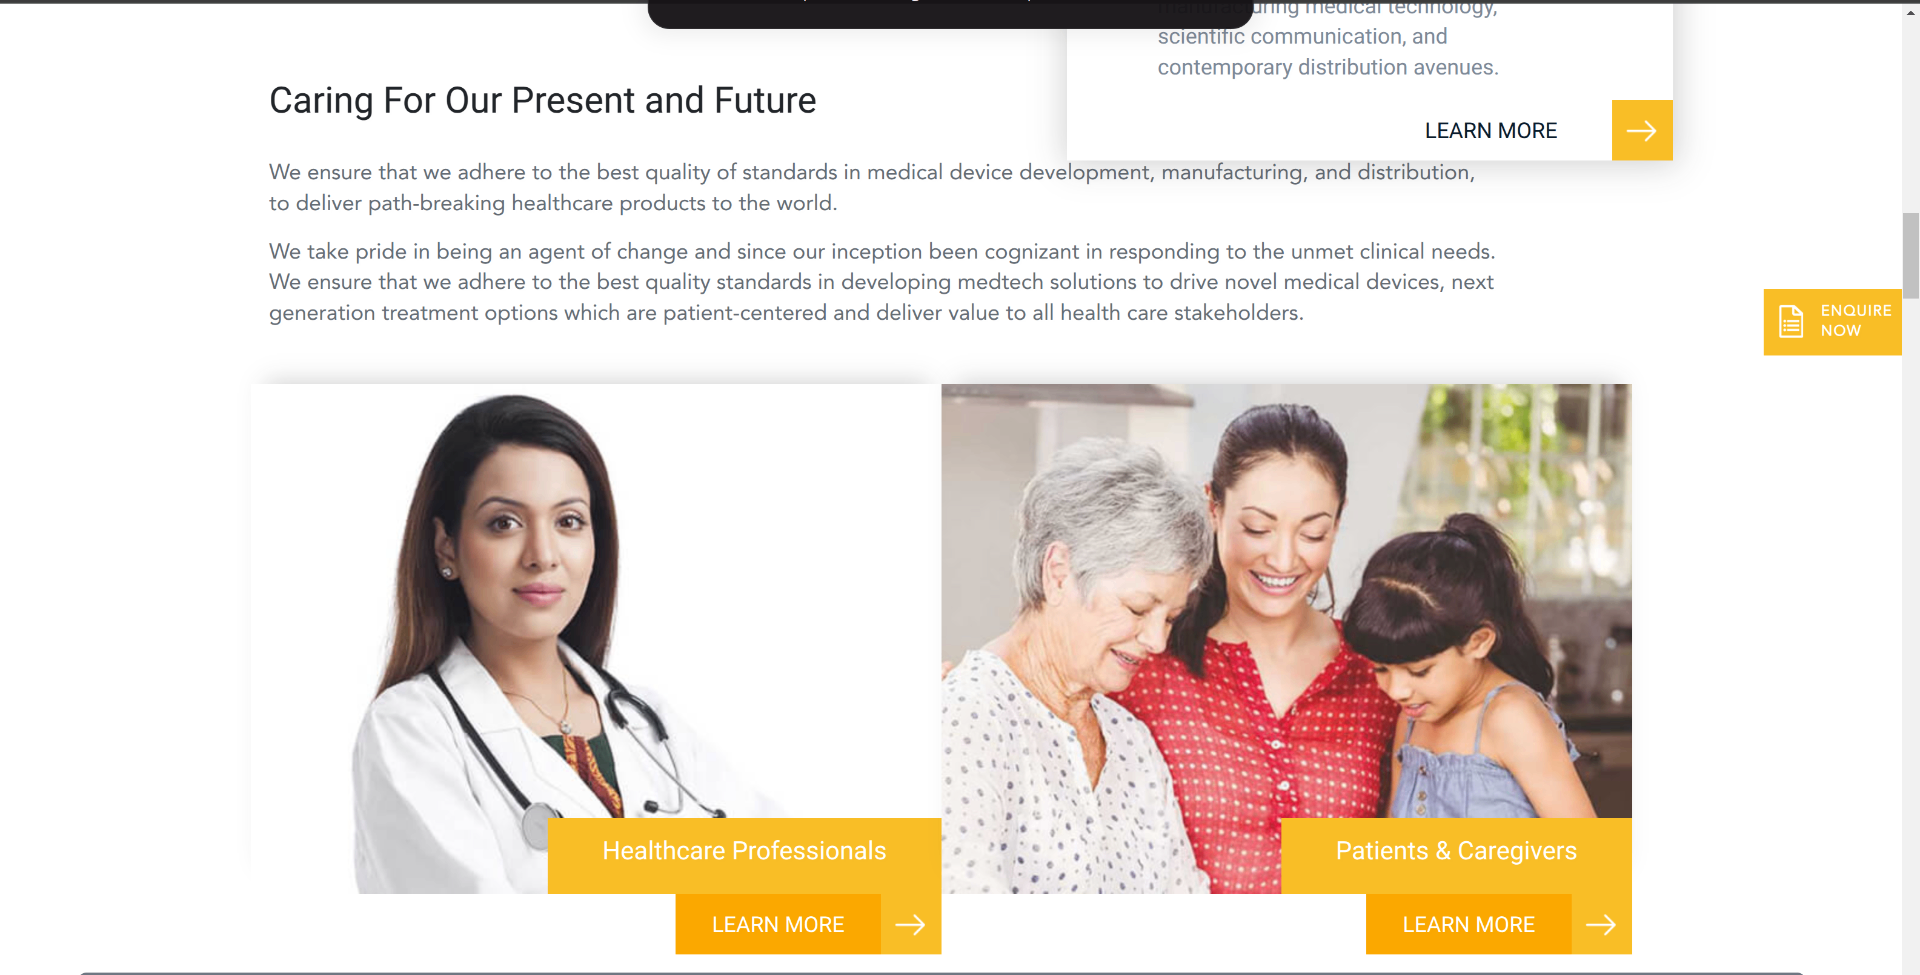 manufacturing medical technology,
scientific communication, and
contemporary distribution avenues.
LEARN MORE
Caring For Our Present and Future
We ensure that we adhere to the best quality of standards in medical device development, manufacturing, and distribution,
to deliver path-breaking healthcare products to the world.
We take pride in being an agent of change and since our inception been cognizant in responding to the unmet clinical needs.
We ensure that we adhere to the best quality standards in developing medtech solutions to drive novel medical devices, next
generation treatment options which are patient-centered and deliver value to all health care stakeholders.
ENQUIRE
NOW
Healthcare Professionals
LEARN MORE
Patients & Caregivers
LEARN MORE